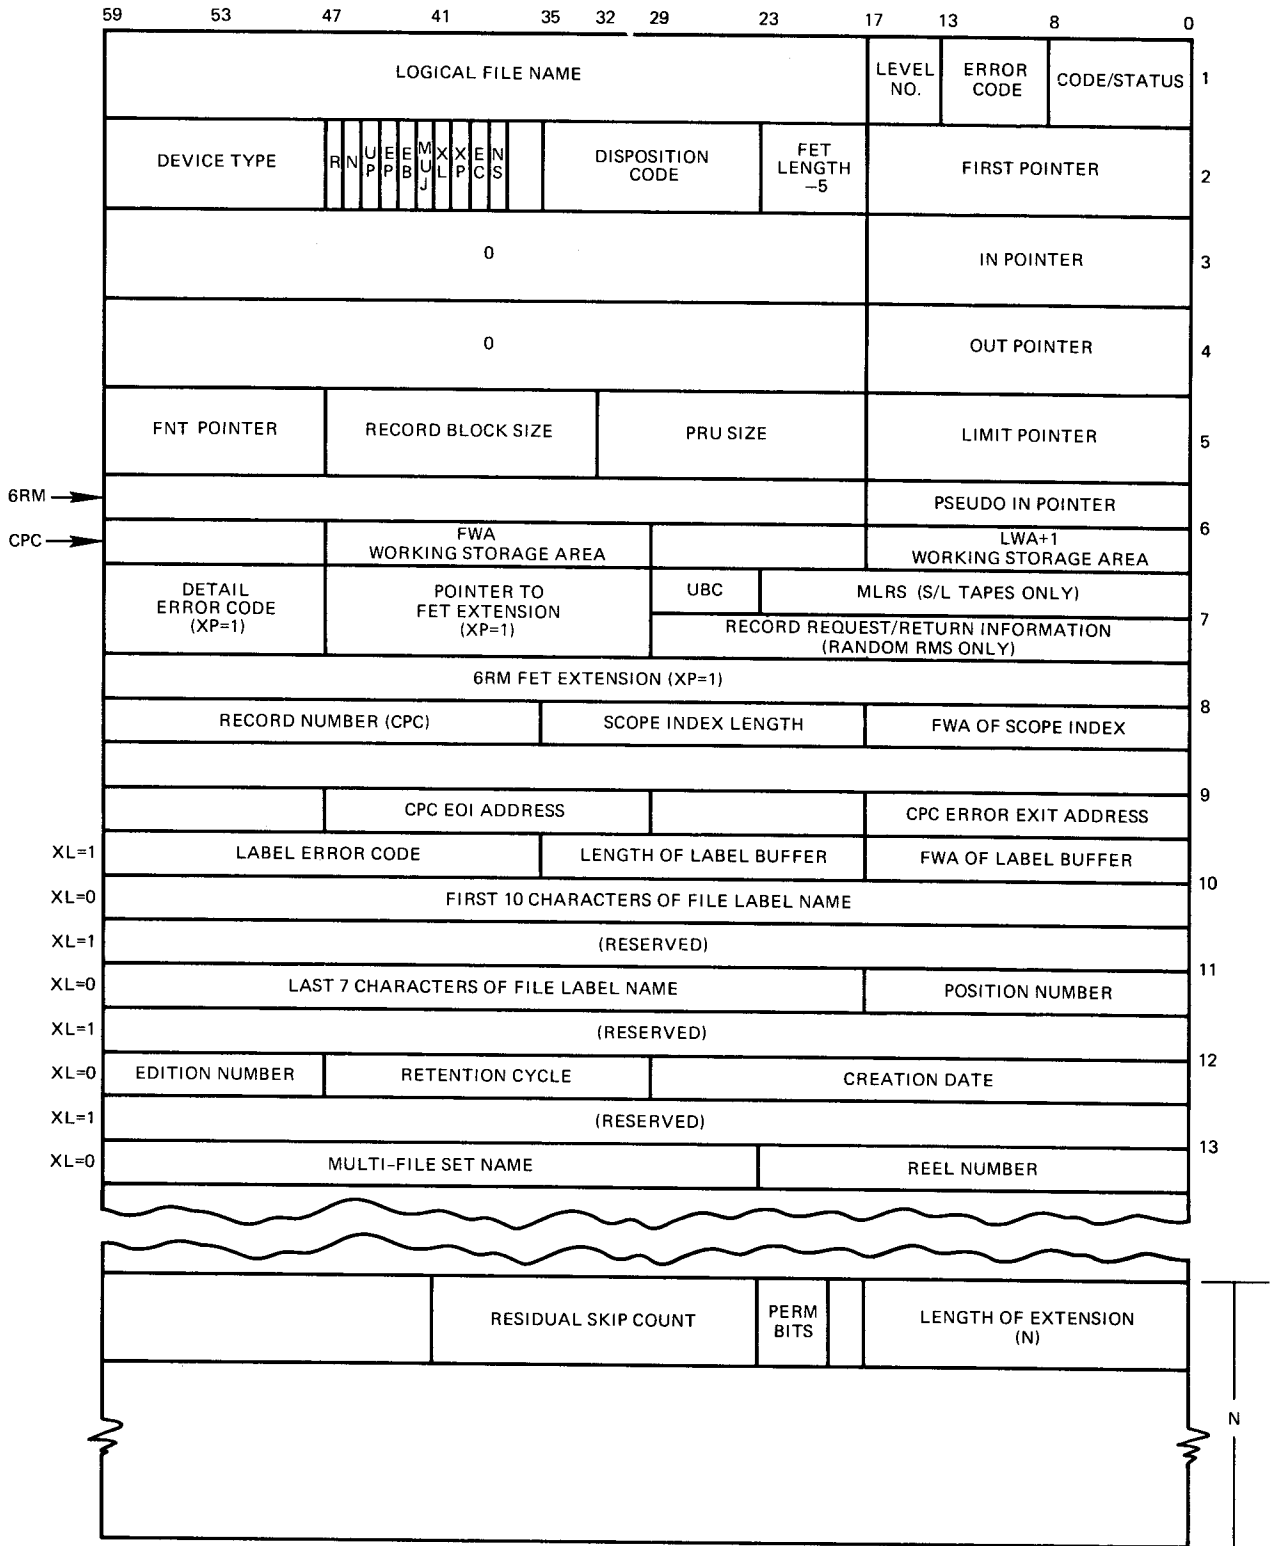 59 53 47 41 35 32 29 23 17 13 8 0
LOGICAL FILE NAME
LEVEL
NO.
ERROR
CODE
CODE/STATUS
1
DEVICE TYPE
R
N
UP
EP
EB
MUJ
XL
XP
EC
NS
DISPOSITION
CODE
FET
LENGTH
–5
FIRST POINTER
2
0
IN POINTER
3
0
OUT POINTER
4
FNT POINTER
RECORD BLOCK SIZE
PRU SIZE
LIMIT POINTER
5
6RM
PSEUDO IN POINTER
6
CPC
FWA
WORKING STORAGE AREA
LWA+1
WORKING STORAGE AREA
DETAIL
ERROR CODE
(XP=1)
POINTER TO
FET EXTENSION
(XP=1)
UBC
MLRS (S/L TAPES ONLY)
7
RECORD REQUEST/RETURN INFORMATION
(RANDOM RMS ONLY)
6RM FET EXTENSION (XP=1)
8
RECORD NUMBER (CPC)
SCOPE INDEX LENGTH
FWA OF SCOPE INDEX
9
CPC EOI ADDRESS
CPC ERROR EXIT ADDRESS
XL=1
LABEL ERROR CODE
LENGTH OF LABEL BUFFER
FWA OF LABEL BUFFER
10
XL=0
FIRST 10 CHARACTERS OF FILE LABEL NAME
XL=1
(RESERVED)
11
XL=0
LAST 7 CHARACTERS OF FILE LABEL NAME
POSITION NUMBER
XL=1
(RESERVED)
12
XL=0
EDITION NUMBER
RETENTION CYCLE
CREATION DATE
XL=1
(RESERVED)
13
XL=0
MULTI–FILE SET NAME
REEL NUMBER
RESIDUAL SKIP COUNT
PERM
BITS
LENGTH OF EXTENSION
(N)
N